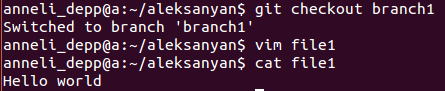 anneli_depp@a:~/aleksanyan$ git checkout branch1
Switched to branch 'branch1'
anneli_depp@a:~/aleksanyan$ vim file1
anneli_depp@a:~/aleksanyan$ cat file1
Hello world